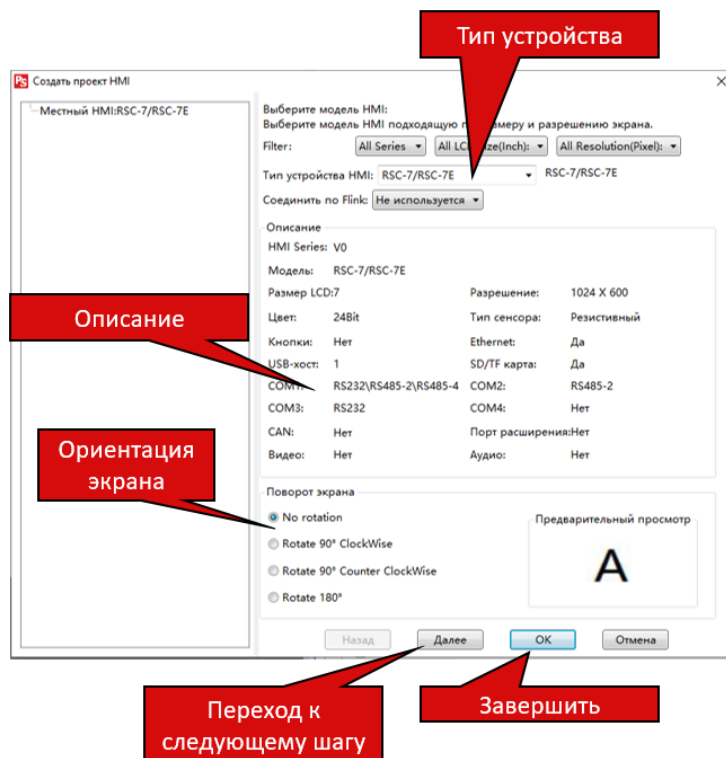 Тип устройства
PS Создать проект HMI
Местный HMI:RSC-7/RSC-7E
Выберите модель HMI:
Выберите модель HMI подходящую по размеру и разрешению экрана.
Filter: All Series All LCD Size(Inch): All Resolution(Pixel):
Тип устройства HMI: RSC-7/RSC-7E RSC-7/RSC-7E
Соединить по Flink: Не используется
Описание
HMI Series: V0
Модель: RSC-7/RSC-7E
Размер LCD:7 Разрешение: 1024 X 600
Описание
Цвет: 24Bit Тип сенсора: Резистивный
Кнопки: Нет Ethernet: Да
USB-хост: 1 SD/TF карта: Да
COM1: RS232\RS485-2\RS485-4 COM2: RS485-2
COM3: RS232 COM4: Нет
CAN: Нет Порт расширения:Нет
Видео: Нет Аудио: Нет
Ориентация
экрана
Поворот экрана
No rotation
Rotate 90° ClockWise
Rotate 90° Counter ClockWise
Rotate 180°
Предварительный просмотр
A
Назад Далее OK Отмена
Переход к
следующему шагу
Завершить